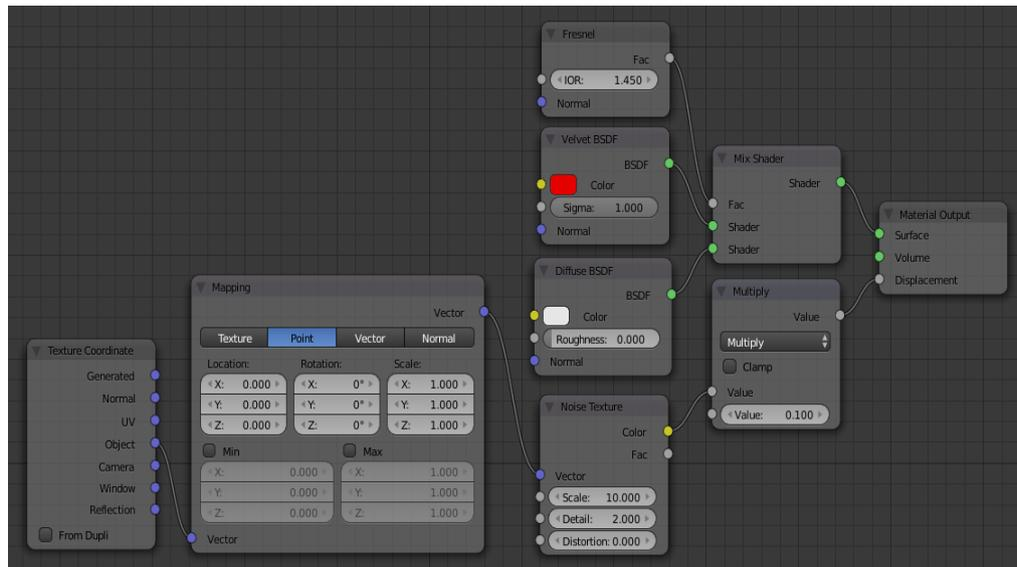 Fresnel
Fac
IOR: 1.450
Normal
Velvet BSDF
BSDF
Color
Sigma: 1.000
Normal
Mix Shader
Shader
Fac
Shader
Shader
Material Output
Surface
Volume
Displacement
Diffuse BSDF
BSDF
Color
Roughness: 0.000
Normal
Multiply
Value
Multiply
Clamp
Value
Value: 0.100
Mapping
Vector
Texture Point Vector Normal
Location: Rotation: Scale:
X: 0.000 X: 0° X: 1.000
Y: 0.000 Y: 0° Y: 1.000
Z: 0.000 Z: 0° Z: 1.000
Min Max
X: 0.000 X: 1.000
Y: 0.000 Y: 1.000
Z: 0.000 Z: 1.000
Vector
Texture Coordinate
Generated
Normal
UV
Object
Camera
Window
Reflection
From Dupli
Noise Texture
Color
Fac
Vector
Scale: 10.000
Detail: 2.000
Distortion: 0.000